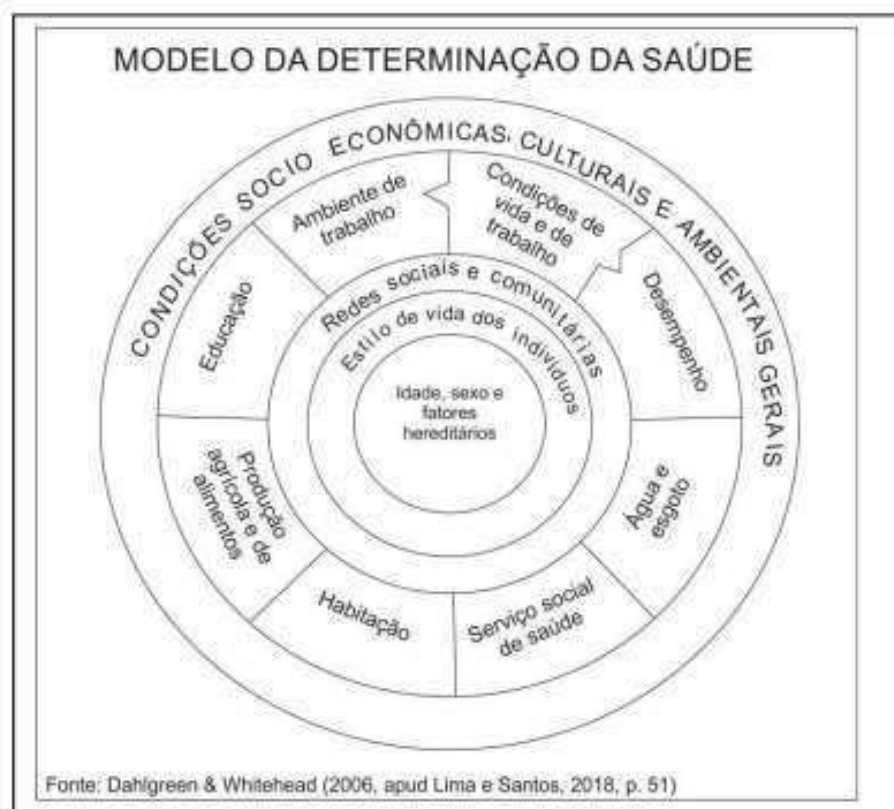 MODELO DA DETERMINAÇÃO DA SAÚDE
CONDIÇÕES SOCIO ECONÔMICAS, CULTURAIS E AMBIENTAIS GERAIS
Ambiente de
trabalho
Condições de
vida e de
trabalho
Desempenho
Água e
esgoto
Serviço social
de saúde
Habitação
Produção
agrícola e de
alimentos
Educação
Redes sociais e comunitárias
Estilo de vida dos indivíduos
Idade, sexo e
fatores
hereditários
Fonte: Dahlgreen & Whitehead (2006, apud Lima e Santos, 2018, p. 51)